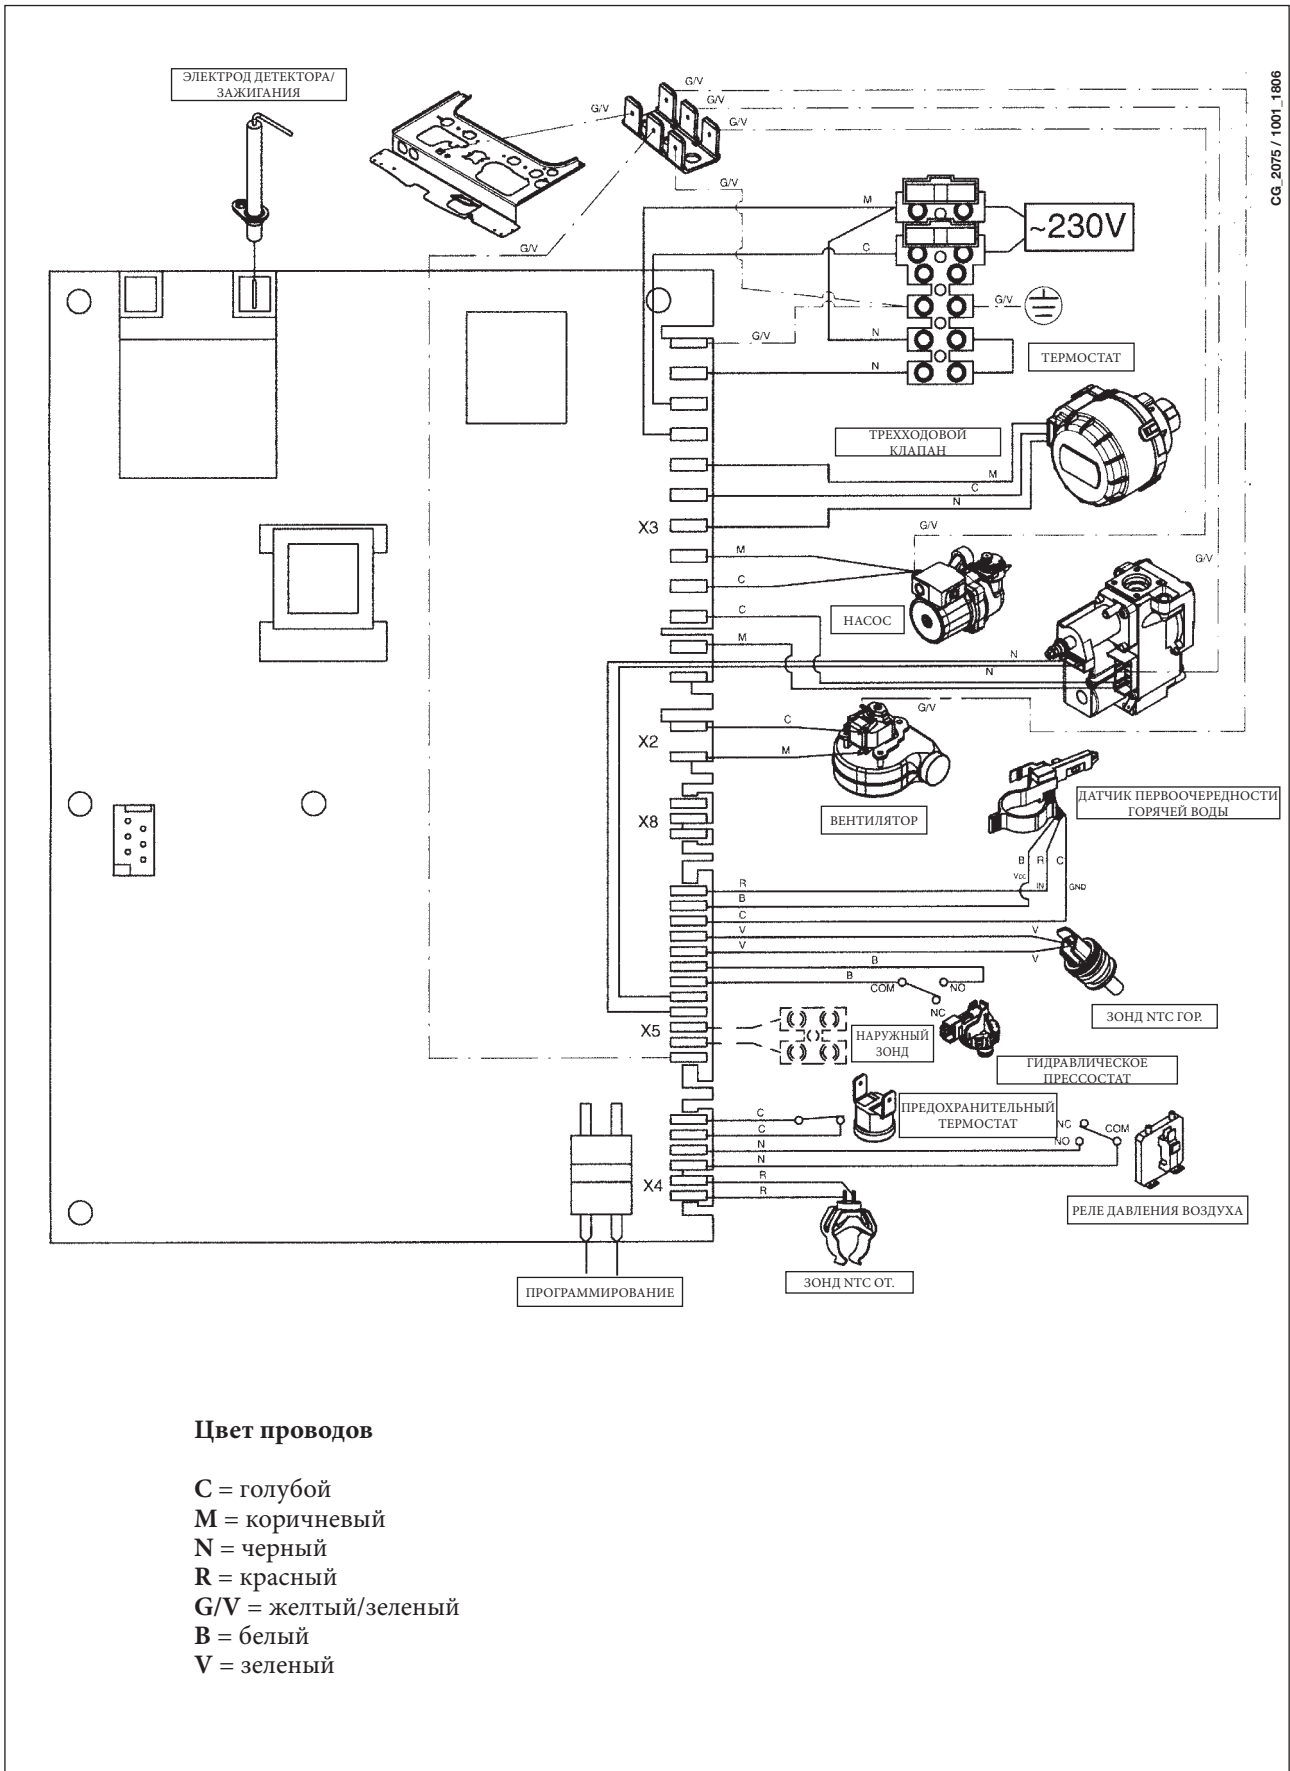 ЭЛЕКТРОД ДЕТЕКТОРА/
ЗАЖИГАНИЯ
G/V
G/V
G/V
G/V
G/V
G/V
CG_2075 / 1001_1806
M
~230V
C
G/V
G/V
N
ТЕРМОСТАТ
N
ТРЕХХОДОВОЙ
КЛАПАН
M
C
N
X3
G/V
M
G/V
C
C
НАСОС
M
N
N
G/V
C
X2
M
ДАТЧИК ПЕРВООЧЕРЕДНОСТИ
ГОРЯЧЕЙ ВОДЫ
X8
ВЕНТИЛЯТОР
B R C
VDC
R
IN
GND
B
C
V
V
V
V
B
B
COM
NO
NC
ЗОНД NTC ГОР.
X5
НАРУЖНЫЙ
ЗОНД
ГИДРАВЛИЧЕСКОЕ
ПРЕССОСТАТ
C
ПРЕДОХРАНИТЕЛЬНЫЙ
ТЕРМОСТАТ
C
NC
COM
NO
N
N
R
X4
R
РЕЛЕ ДАВЛЕНИЯ ВОЗДУХА
ЗОНД NTC ОТ.
ПРОГРАММИРОВАНИЕ
Цвет проводов
C = голубой
M = коричневый
N = черный
R = красный
G/V = желтый/зеленый
B = белый
V = зеленый